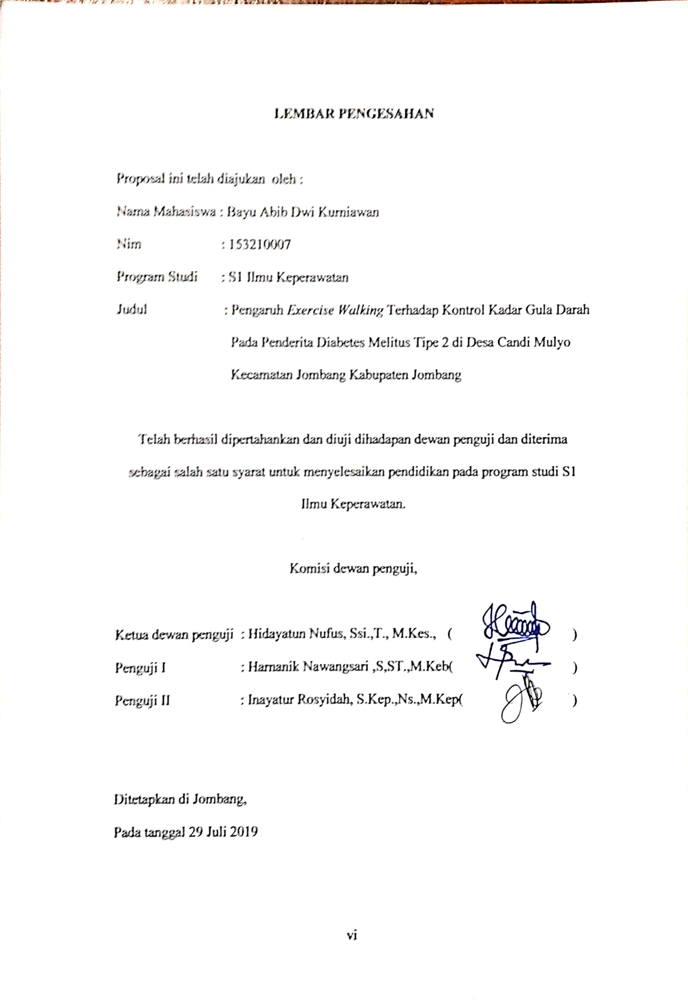 LEMBAR PENGESAHAN
Proposal ini telah diajukan oleh :
Nama Mahasiswa : Bayu Abib Dwi Kurniawan
Nim : 153210007
Program Studi : S1 Ilmu Keperawatan
Judul : Pengaruh Exercise Walking Terhadap Kontrol Kadar Gula Darah
Pada Penderita Diabetes Melitus Tipe 2 di Desa Candi Mulyo
Kecamatan Jombang Kabupaten Jombang
Telah berhasil dipertahankan dan diuji dihadapan dewan penguji dan diterima
sebagai salah satu syarat untuk menyelesaikan pendidikan pada program studi S1
Ilmu Keperawatan.
Komisi dewan penguji,
Ketua dewan penguji : Hidayatun Nufus, Ssi.,T., M.Kes., ( )
Penguji I : Harnanik Nawangsari ,S,ST.,M.Keb( )
Penguji II : Inayatur Rosyidah, S.Kep.,Ns.,M.Kep( )
Ditetapkan di Jombang,
Pada tanggal 29 Juli 2019
vi